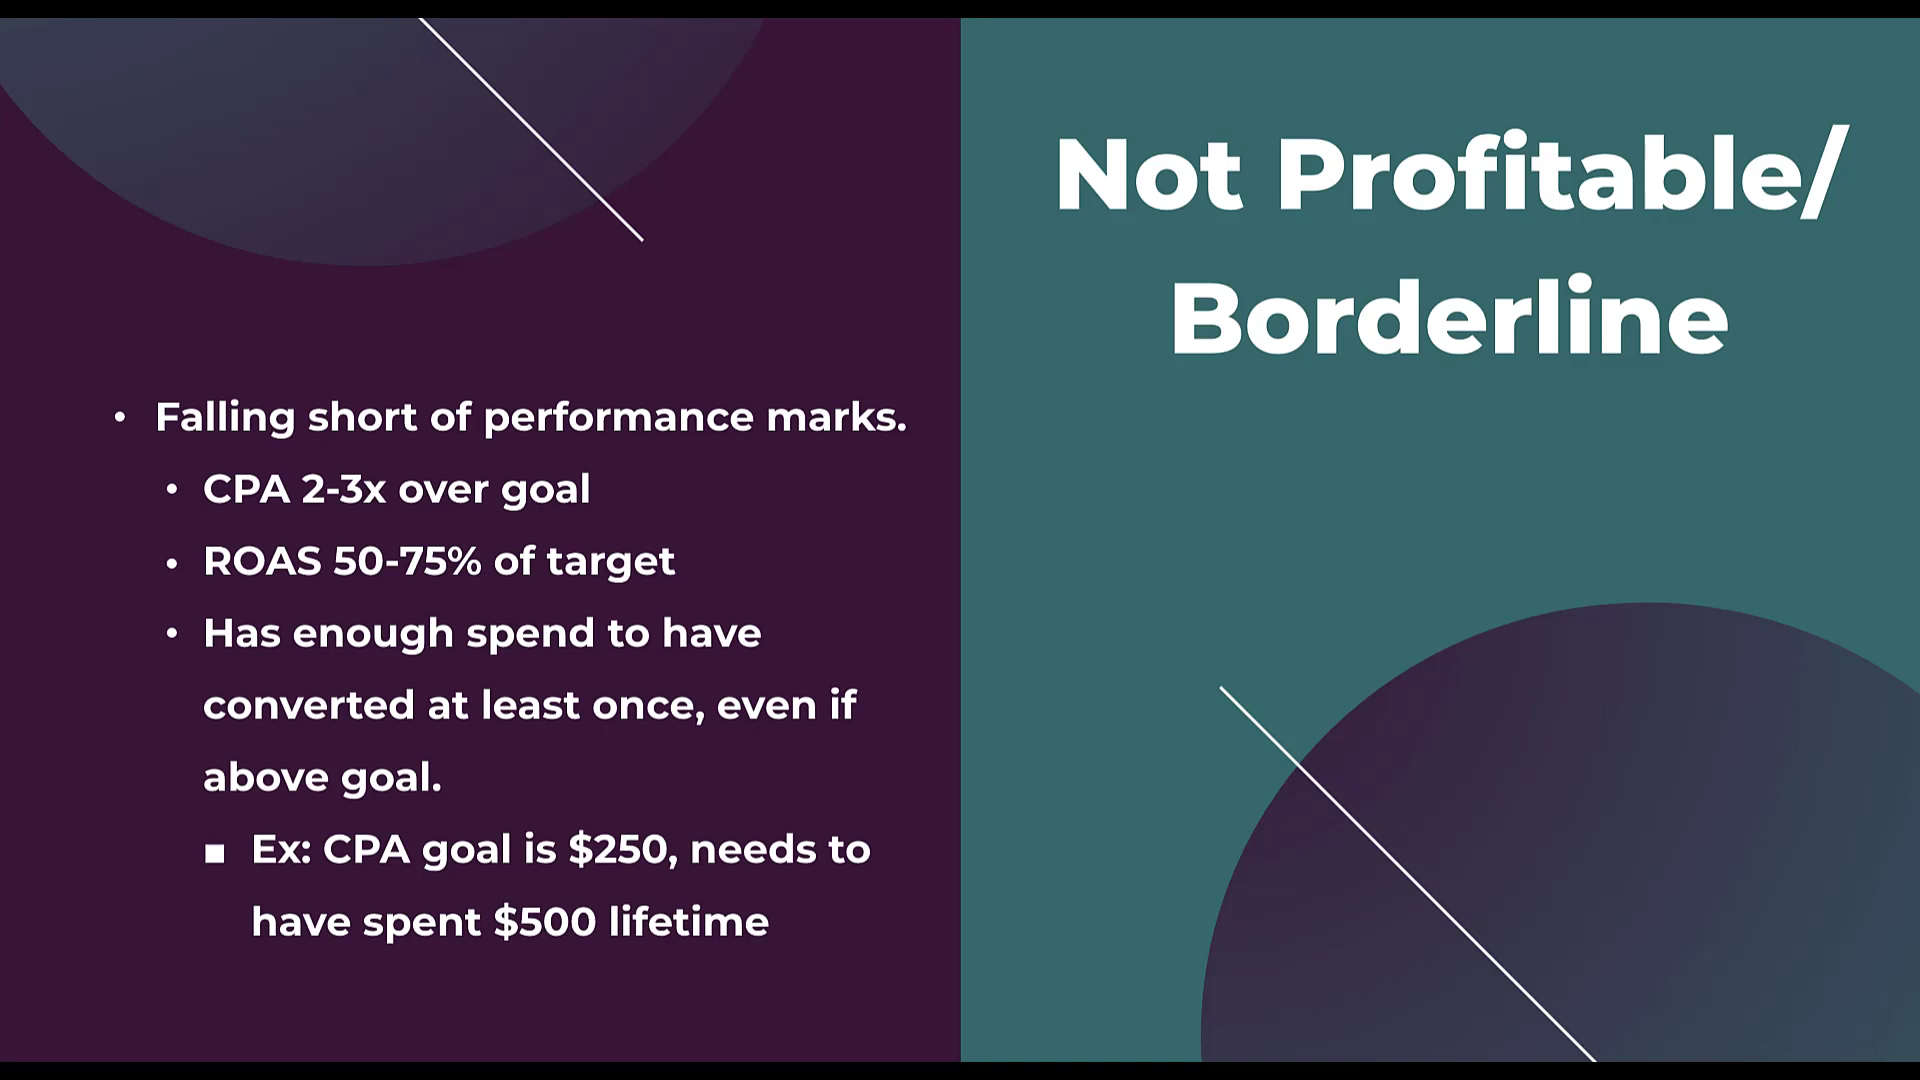 Not Profitable/
Borderline
• Falling short of performance marks.
• CPA 2-3x over goal
• ROAS 50-75% of target
• Has enough spend to have
converted at least once, even if
above goal.
■ Ex: CPA goal is $250, needs to
have spent $500 lifetime